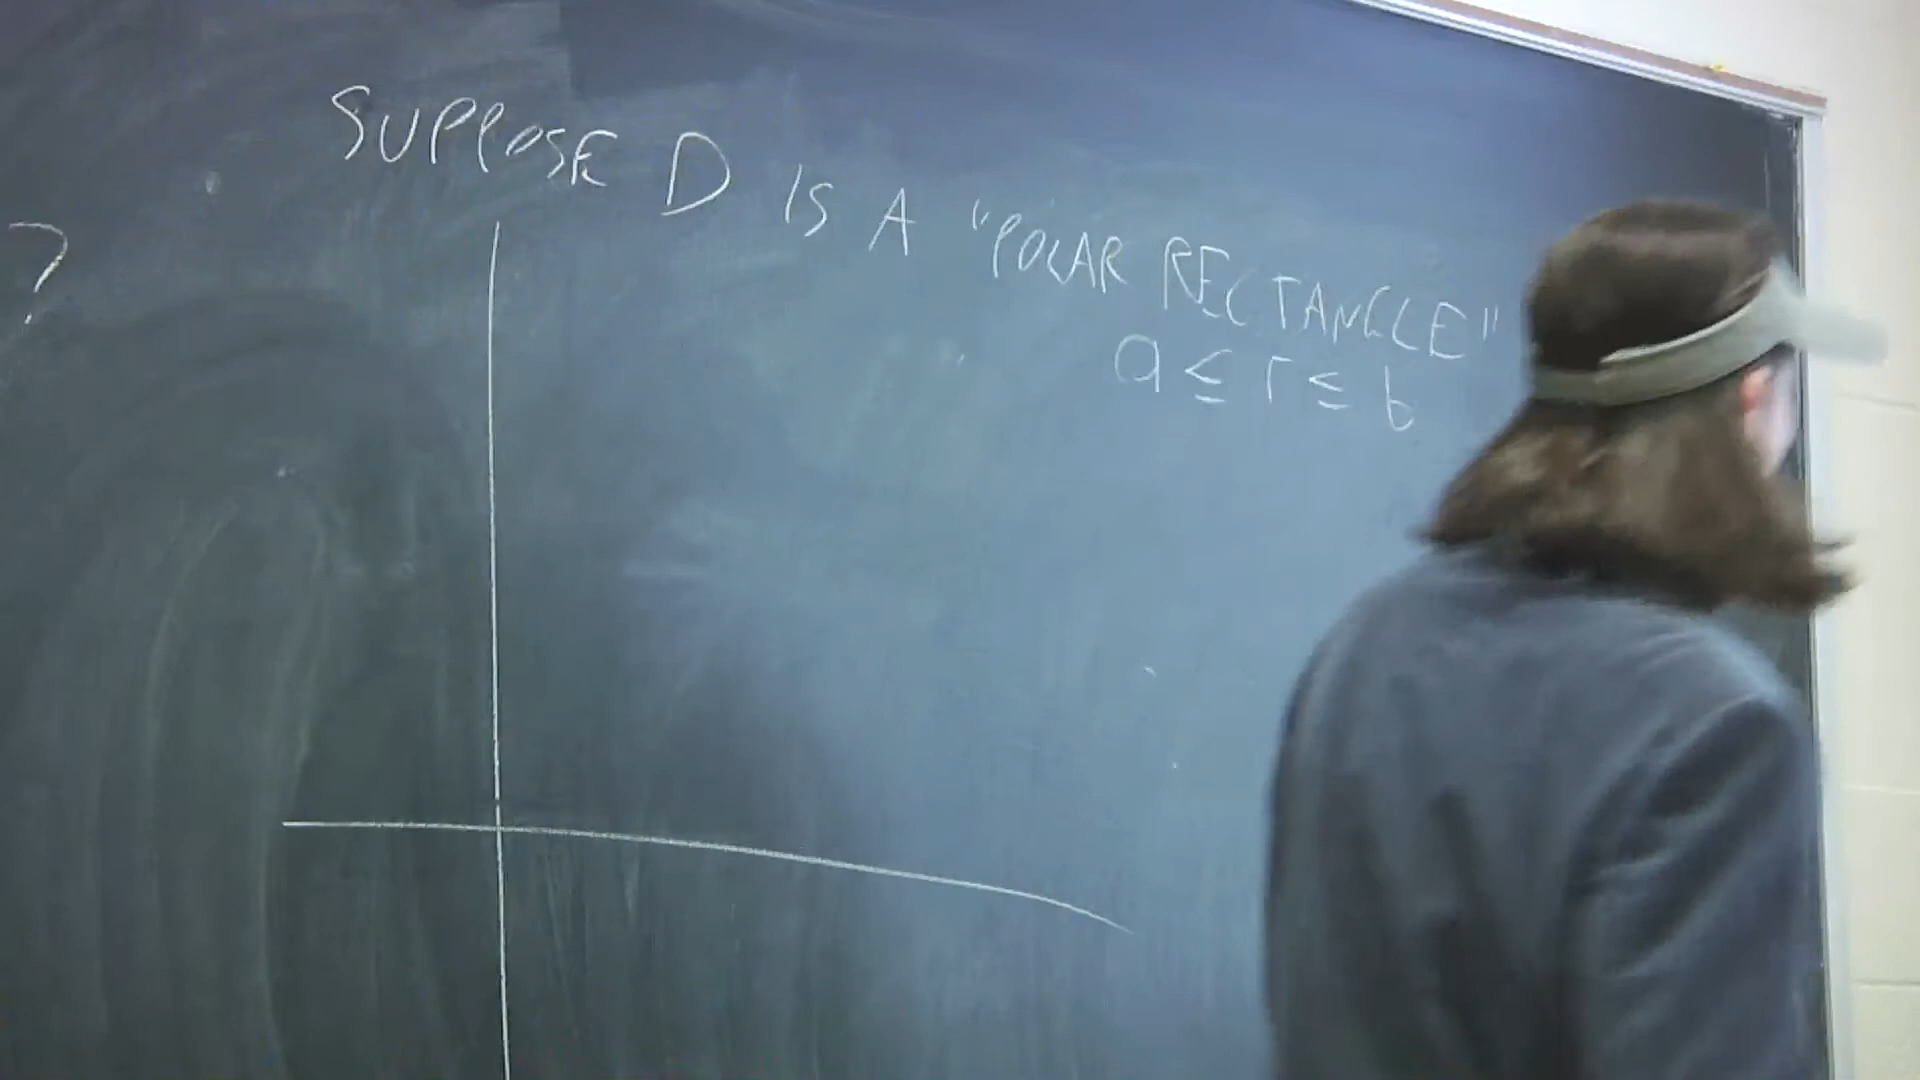 SUPPOSE D IS A "POLAR RECTANGLE"
a ≤ r ≤ b
?